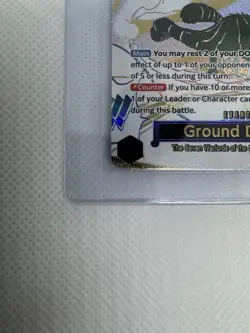 Main You may rest 2 of your DO
effect of up to 1 of your opponent
of 5 or less during this turn.
Counter If you have 10 or more
1 of your Leader or Character car
during this battle.
EVENT
Ground D
The Seven Warlords of the